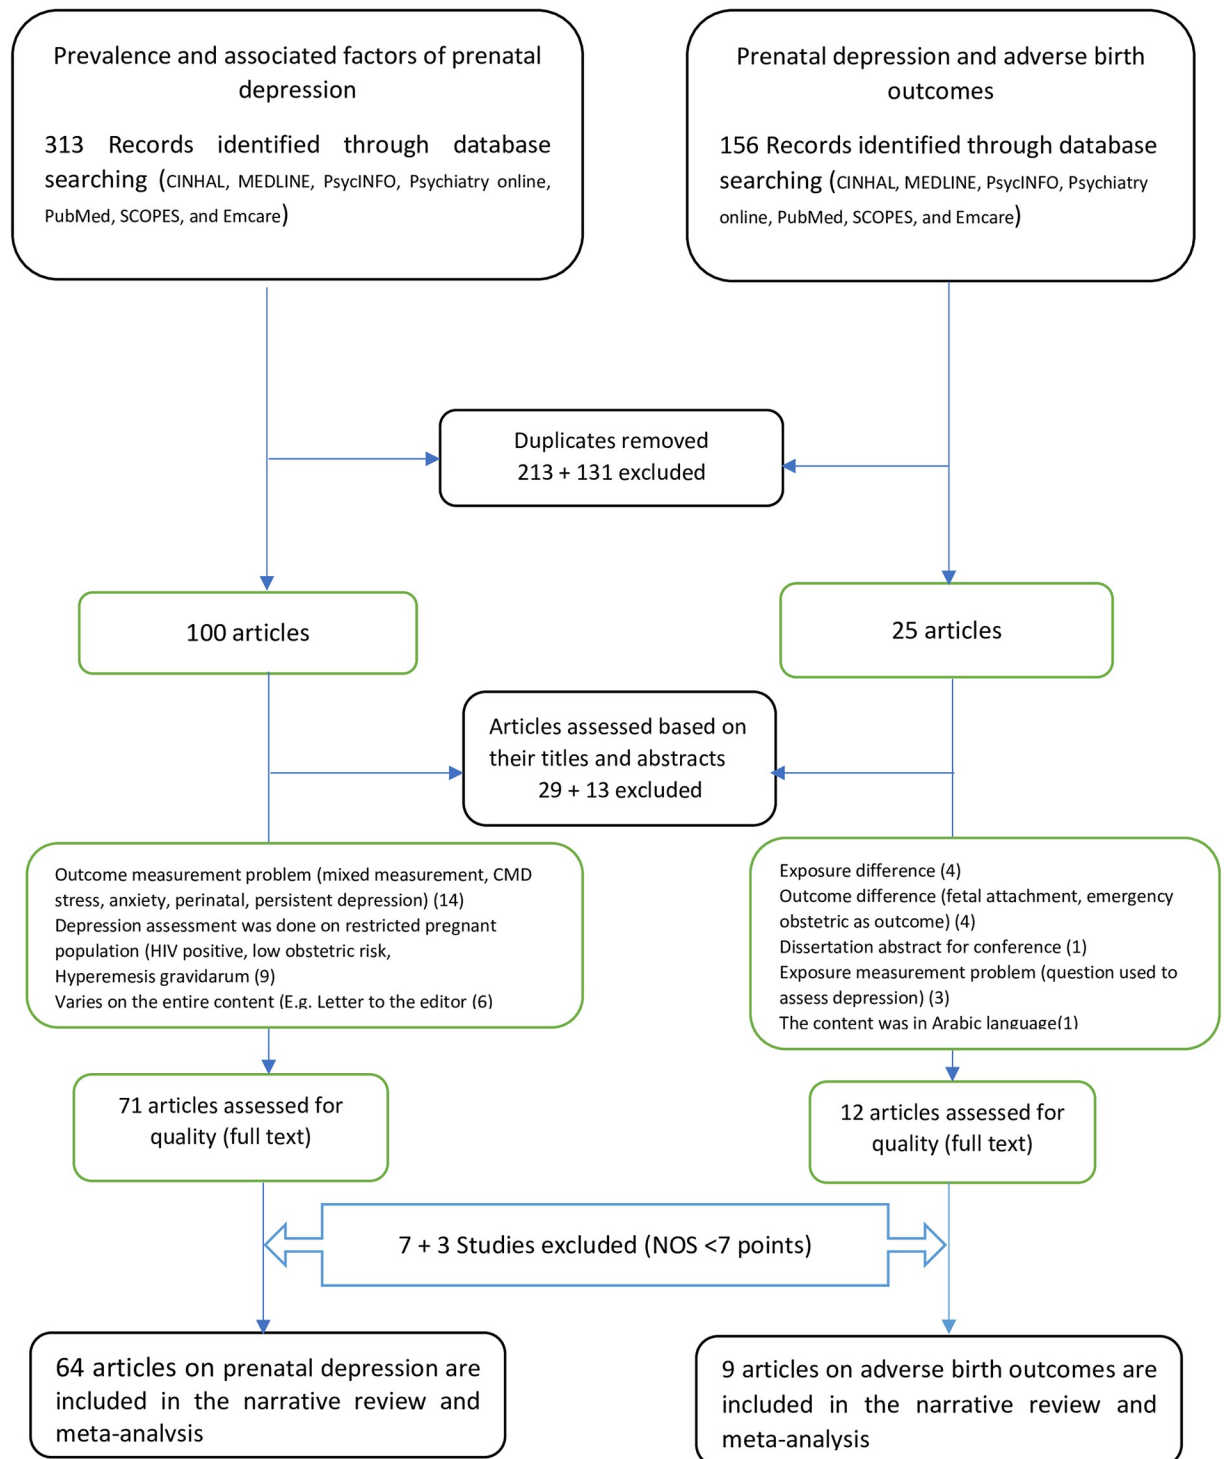 Prevalence and associated factors of prenatal
depression
313 Records identified through database
searching (CINHAL, MEDLINE, PsycINFO, Psychiatry online,
PubMed, SCOPES, and Emcare)
Prenatal depression and adverse birth
outcomes
156 Records identified through database
searching (CINHAL, MEDLINE, PsycINFO, Psychiatry
online, PubMed, SCOPES, and Emcare)
Duplicates removed
213 + 131 excluded
100 articles
25 articles
Articles assessed based on
their titles and abstracts
29 + 13 excluded
Outcome measurement problem (mixed measurement, CMD
stress, anxiety, perinatal, persistent depression) (14)
Depression assessment was done on restricted pregnant
population (HIV positive, low obstetric risk,
Hyperemesis gravidarum (9)
Varies on the entire content (E.g. Letter to the editor (6)
Exposure difference (4)
Outcome difference (fetal attachment, emergency
obstetric as outcome) (4)
Dissertation abstract for conference (1)
Exposure measurement problem (question used to
assess depression) (3)
The content was in Arabic language(1)
71 articles assessed for
quality (full text)
12 articles assessed for
quality (full text)
7 + 3 Studies excluded (NOS <7 points)
64 articles on prenatal depression are
included in the narrative review and
meta-analysis
9 articles on adverse birth outcomes are
included in the narrative review and
meta-analysis